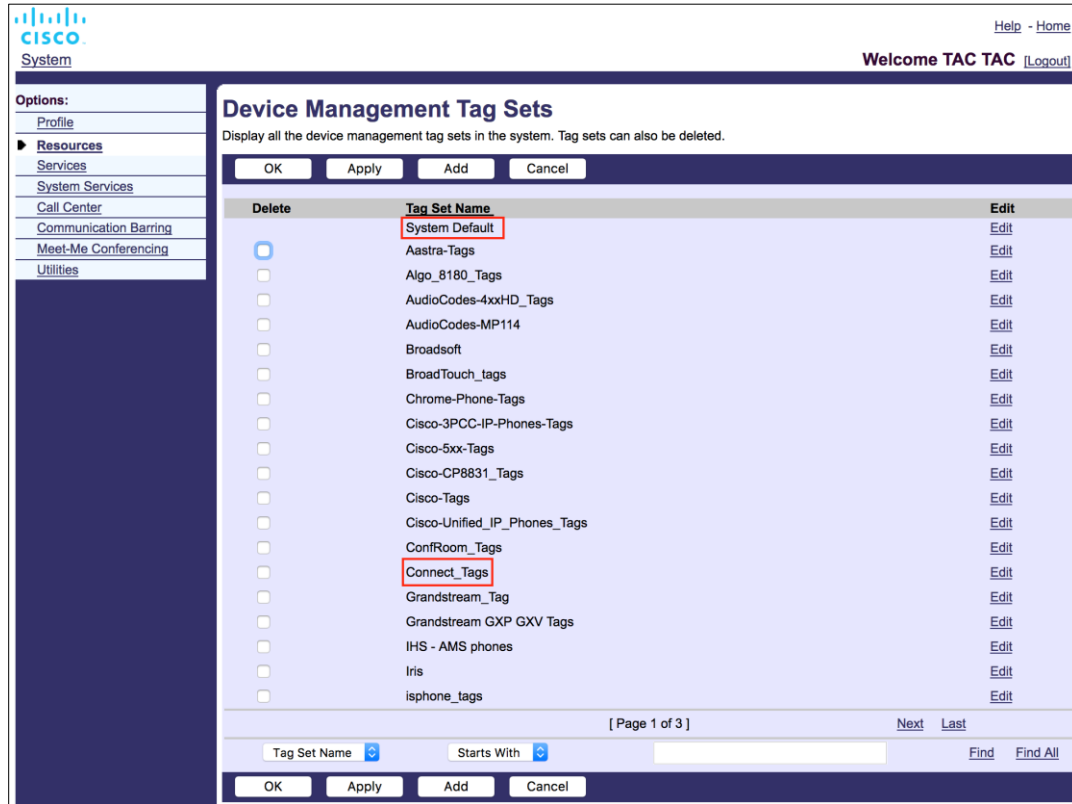 CISCO
Help - Home
System
Welcome TAC TAC [Logout]
Options:
Profile
Resources
Services
System Services
Call Center
Communication Barring
Meet-Me Conferencing
Utilities
Device Management Tag Sets
Display all the device management tag sets in the system. Tag sets can also be deleted.
OK Apply Add Cancel
Delete Tag Set Name Edit
System Default Edit
Aastra-Tags Edit
Algo_8180_Tags Edit
AudioCodes-4xxHD_Tags Edit
AudioCodes-MP114 Edit
Broadsoft Edit
BroadTouch_tags Edit
Chrome-Phone-Tags Edit
Cisco-3PCC-IP-Phones-Tags Edit
Cisco-5xx-Tags Edit
Cisco-CP8831_Tags Edit
Cisco-Tags Edit
Cisco-Unified_IP_Phones_Tags Edit
ConfRoom_Tags Edit
Connect_Tags Edit
Grandstream_Tag Edit
Grandstream GXP GXV Tags Edit
IHS - AMS phones Edit
Iris Edit
isphone_tags Edit
[ Page 1 of 3 ] Next Last
Tag Set Name Starts With Find Find All
OK Apply Add Cancel